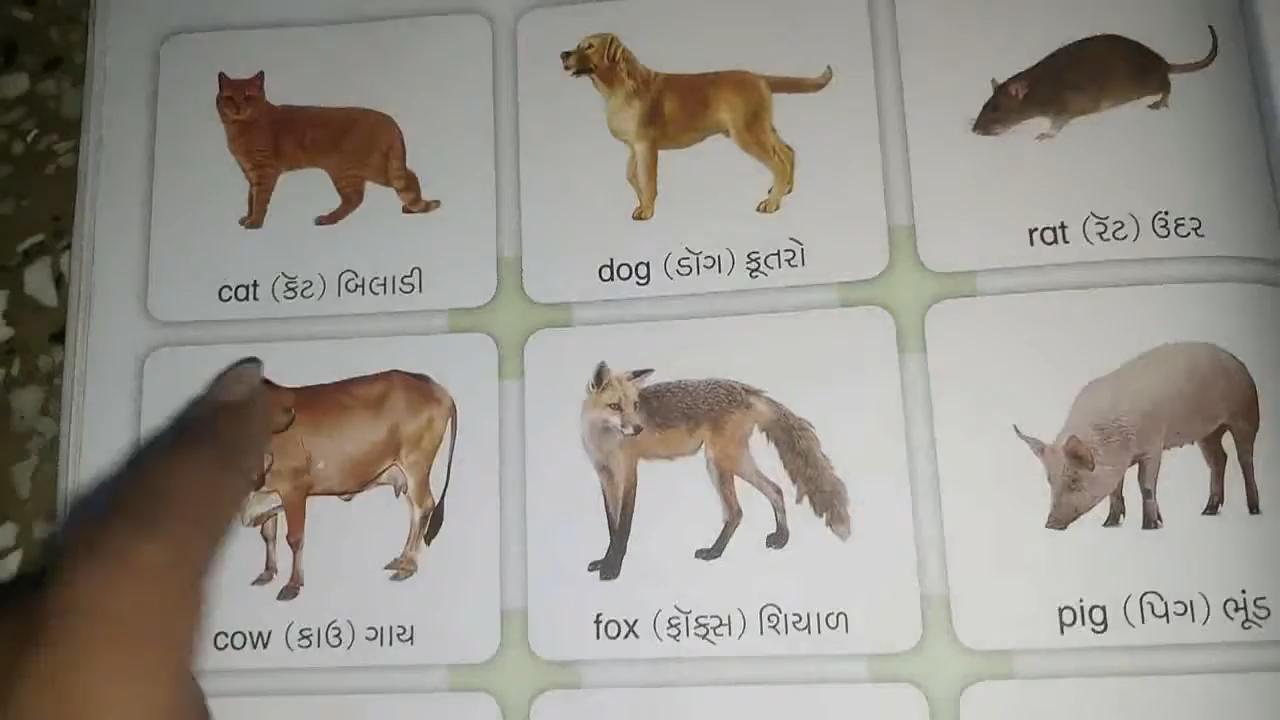 cat (કૅટ) બિલાડી
dog (ડૉગ) કૂતરો
rat (રૅટ) ઉંદર
cow (કાઉ) ગાય
fox (ફૉક્સ) શિયાળ
pig (પિગ) ભૂંડ